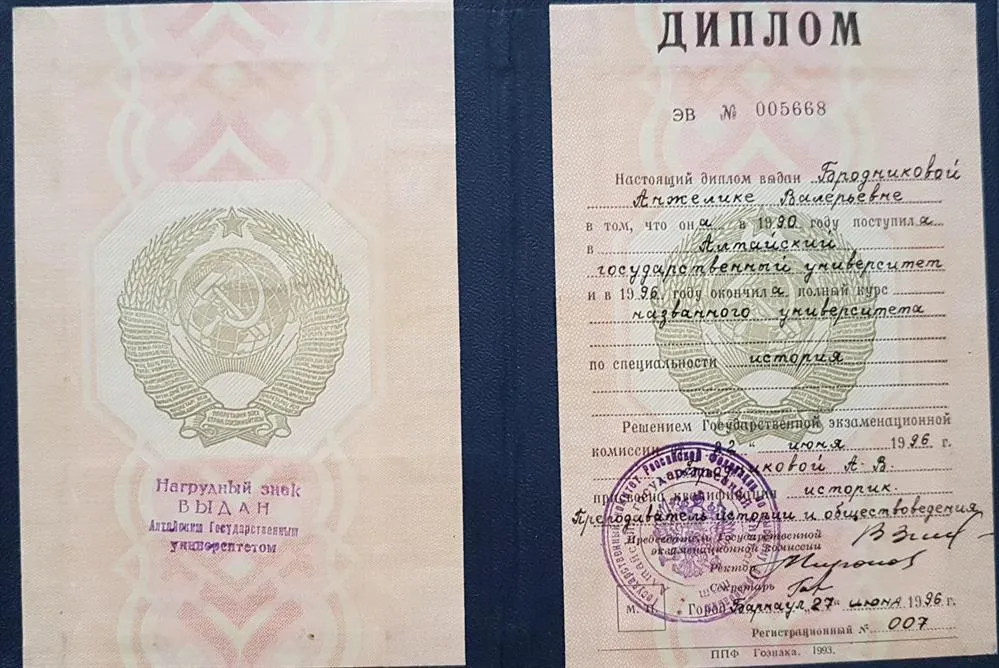 Нагрудный знак
ВЫДАН
Алтайским Государственным
университетом
ДИПЛОМ
ЭВ № 005668
Настоящий диплом выдан Бродниковой
Анжелике Валерьевне
в том, что она в 1990 году поступила
в Алтайский
государственный университет
и в 1996 году окончила полный курс
названного университета
по специальности история
Решением Государственной экзаменационной
комиссии 22 " июня 1996 г.
Бродниковой А. В.
присвоена квалификация историк.
Преподаватель истории и обществоведения
Председатель Государственной
экзаменационной комиссии
Ректор
Секретарь
М. П. Город Барнаул 27 " июня 1996 г.
Регистрационный № 007
ППФ Гознака. 1993.